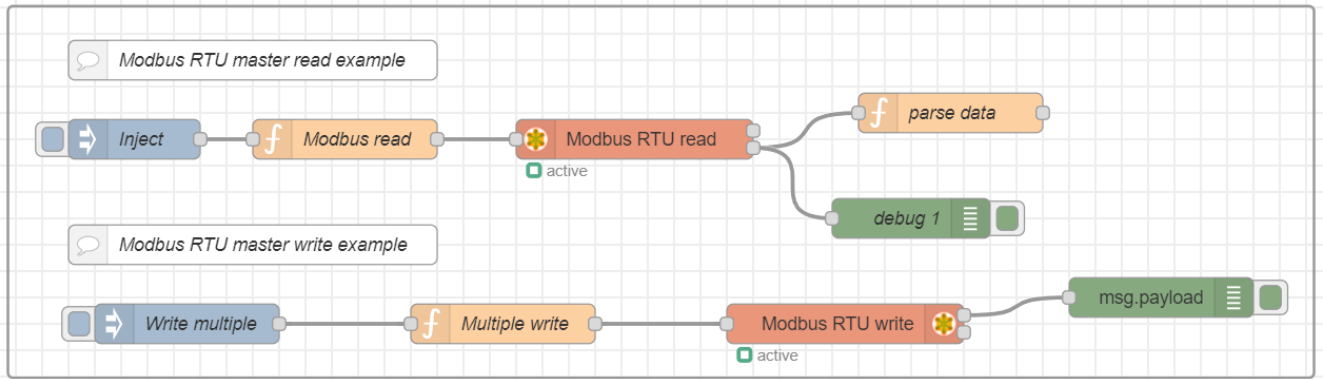 Modbus RTU master read example
Inject
Modbus read
Modbus RTU read
active
parse data
debug 1
Modbus RTU master write example
Write multiple
Multiple write
Modbus RTU write
active
msg.payload